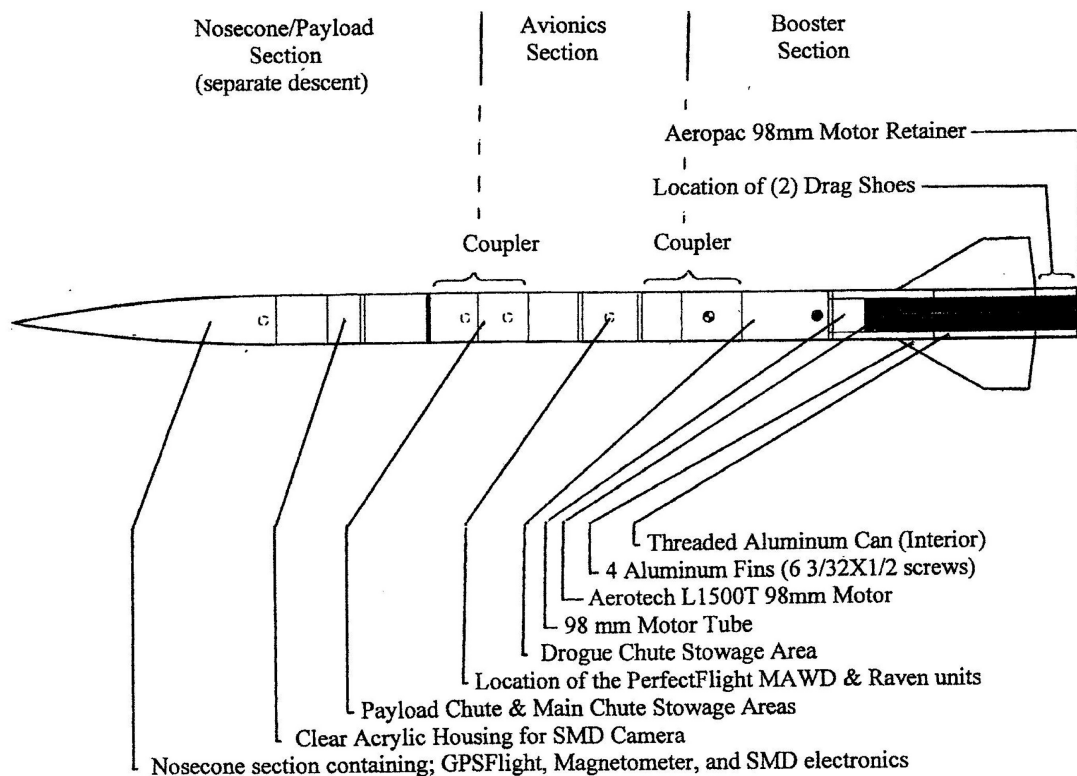 Nosecone/Payload
Section
(separate descent)
Avionics
Section
Booster
Section
Aeropac 98mm Motor Retainer
Location of (2) Drag Shoes
Coupler
Coupler
Threaded Aluminum Can (Interior)
4 Aluminum Fins (6 3/32X1/2 screws)
Aerotech L1500T 98mm Motor
98 mm Motor Tube
Drogue Chute Stowage Area
Location of the PerfectFlight MAWD & Raven units
Payload Chute & Main Chute Stowage Areas
Clear Acrylic Housing for SMD Camera
Nosecone section containing; GPSFlight, Magnetometer, and SMD electronics